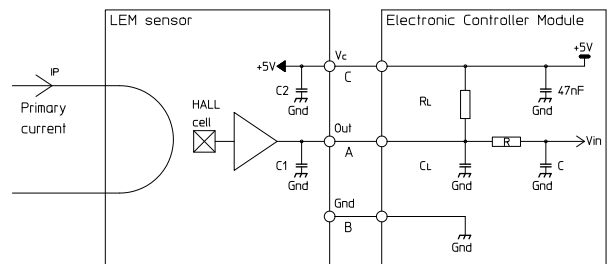 LEM sensor
Electronic Controller Module
IP
Primary
current
HALL
cell
+5V
C2
Gnd
C1
Gnd
Vc
C
Out
A
Gnd
B
+5V
RL
47nF
Gnd
R
Vin
CL
Gnd
C
Gnd
Gnd